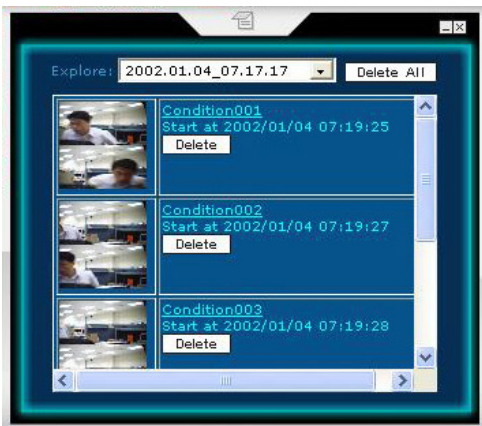 Explore: 2002.01.04_07.17.17 Delete All
Condition001
Start at 2002/01/04 07:19:25
Delete
Condition002
Start at 2002/01/04 07:19:27
Delete
Condition003
Start at 2002/01/04 07:19:28
Delete